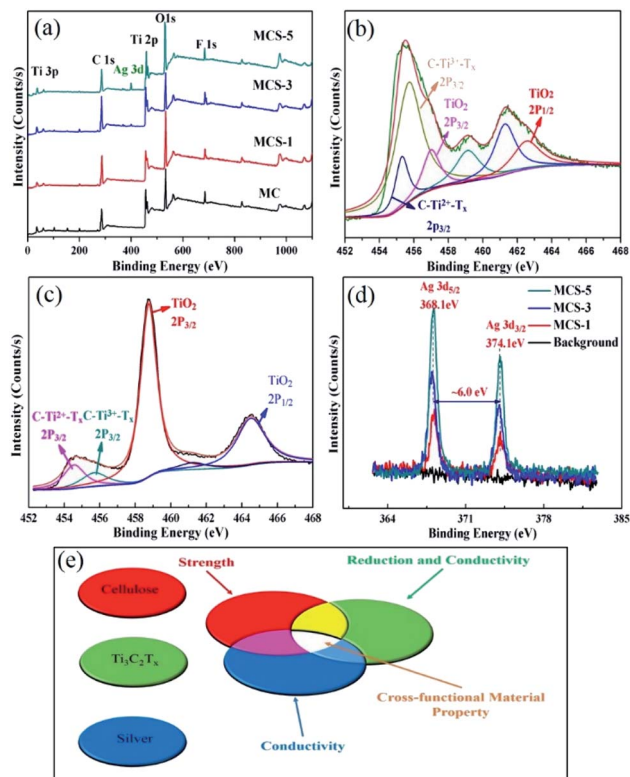 (a)
O1s
MCS-5
Ti 2p
F 1s
C 1s
Ti 3p
Ag 3d
MCS-3
MCS-1
MC
Intensity (Counts/s)
0 200 400 600 800 1000
Binding Energy (eV)
(b)
C-Ti³⁺-Tₓ
2P₃/₂
TiO₂
2P₃/₂
TiO₂
2P₁/₂
C-Ti²⁺-Tₓ
2p₃/₂
Intensity (Counts/s)
452 454 456 458 460 462 464 466 468
Binding Energy (eV)
(c)
TiO₂
2P₃/₂
TiO₂
2P₁/₂
C-Ti²⁺-Tₓ C-Ti³⁺-Tₓ
2P₃/₂ 2P₃/₂
Intensity (Counts/s)
452 454 456 458 460 462 464 466 468
Binding Energy (eV)
(d)
Ag 3d₅/₂
368.1eV
Ag 3d₃/₂
374.1eV
MCS-5
MCS-3
MCS-1
Background
~6.0 eV
Intensity (Counts/s)
364 371 378 385
Binding Energy (eV)
(e)
Strength
Reduction and Conductivity
Cellulose
Ti₃C₂Tₓ
Silver
Cross-functional Material
Property
Conductivity